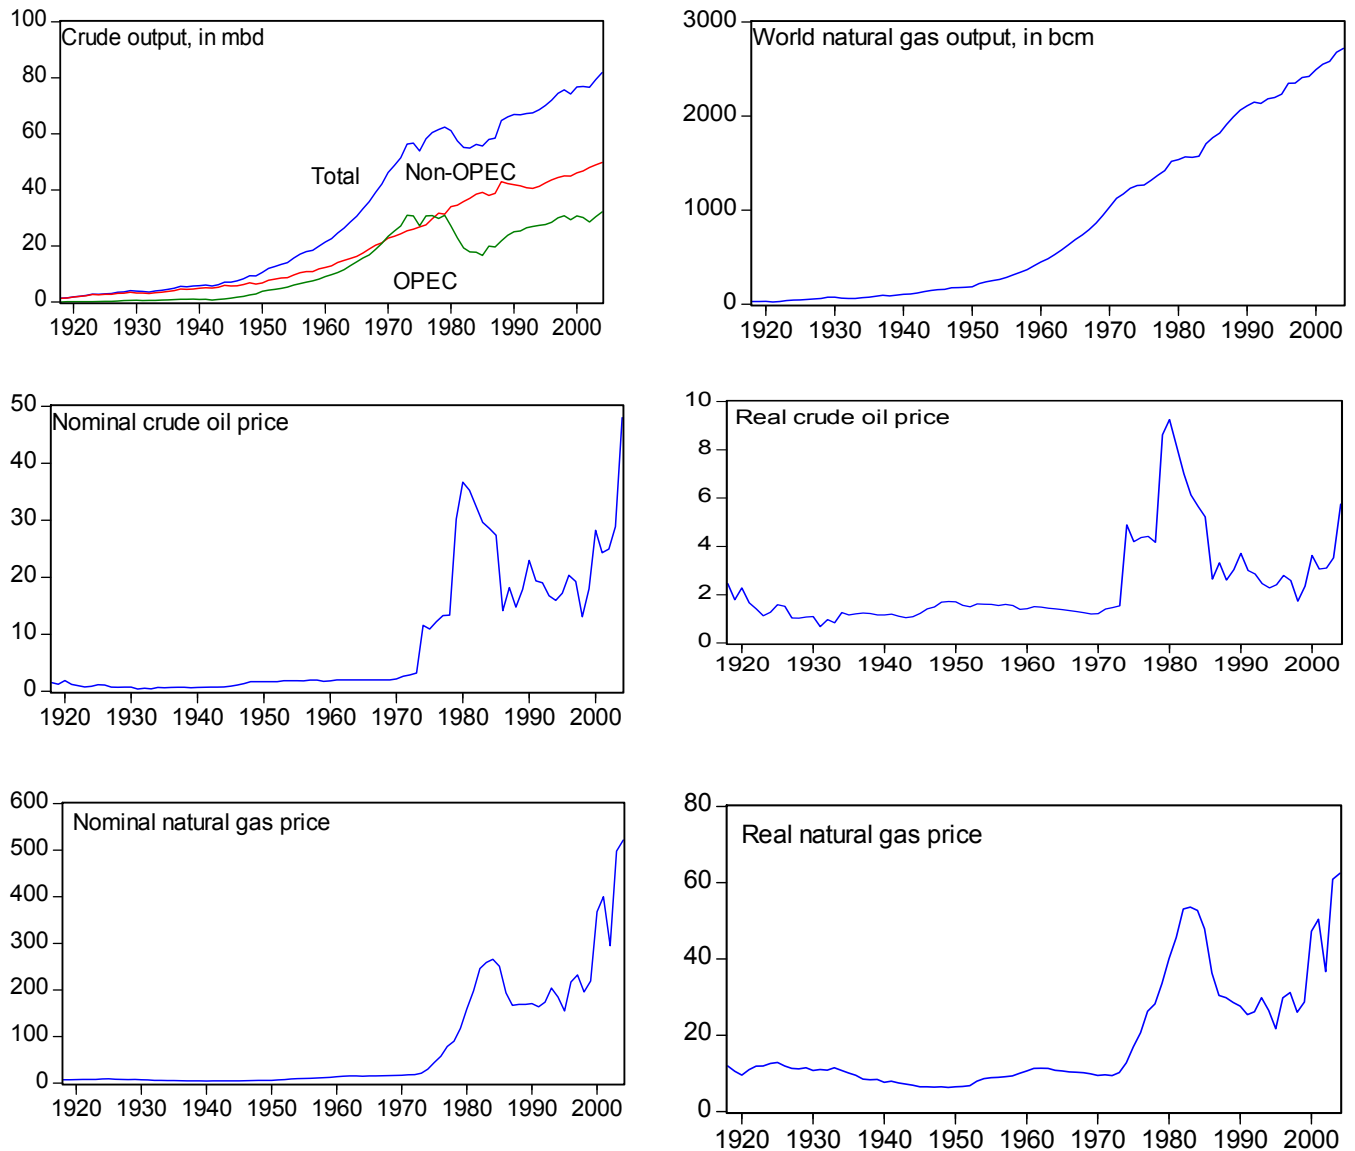 Crude output, in mbd
100
80
60
40
20
0
Total
Non-OPEC
OPEC
1920 1930 1940 1950 1960 1970 1980 1990 2000
World natural gas output, in bcm
3000
2000
1000
0
1920 1930 1940 1950 1960 1970 1980 1990 2000
Nominal crude oil price
50
40
30
20
10
0
1920 1930 1940 1950 1960 1970 1980 1990 2000
Real crude oil price
10
8
6
4
2
0
1920 1930 1940 1950 1960 1970 1980 1990 2000
Nominal natural gas price
600
500
400
300
200
100
0
1920 1930 1940 1950 1960 1970 1980 1990 2000
Real natural gas price
80
60
40
20
0
1920 1930 1940 1950 1960 1970 1980 1990 2000